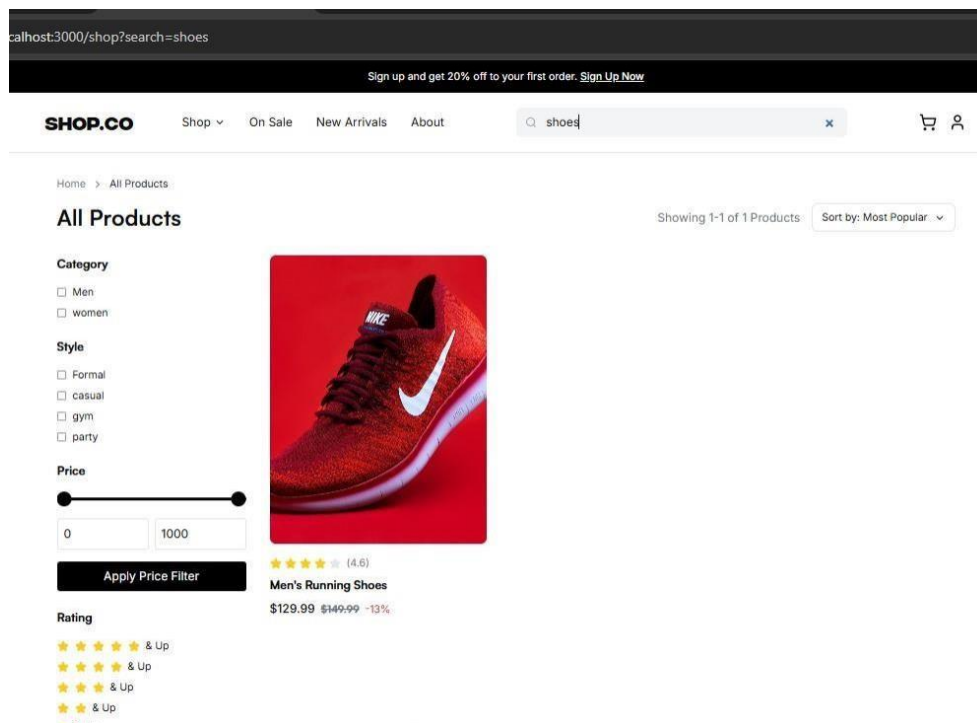 calhost:3000/shop?search=shoes
Sign up and get 20% off to your first order. Sign Up Now
SHOP.CO Shop On Sale New Arrivals About shoes
Home > All Products
All Products
Showing 1-1 of 1 Products Sort by: Most Popular
Category
Men
women
Style
Formal
casual
gym
party
Price
0 1000
Apply Price Filter
Rating
& Up
& Up
& Up
& Up
NIKE
(4.6)
Men's Running Shoes
$129.99 $149.99 -13%